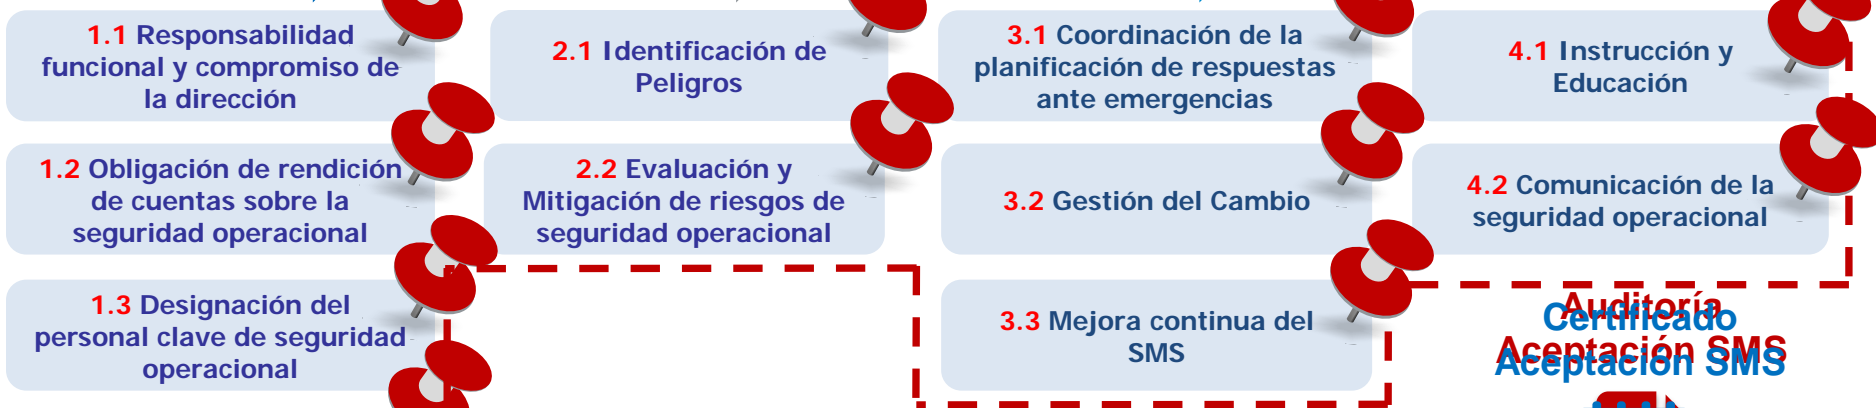 1.1 Responsabilidad
funcional y compromiso de
la dirección
1.2 Obligación de rendición
de cuentas sobre la
seguridad operacional
1.3 Designación del
personal clave de seguridad
operacional
2.1 Identificación de
Peligros
2.2 Evaluación y
Mitigación de riesgos de
seguridad operacional
3.1 Coordinación de la
planificación de respuestas
ante emergencias
3.2 Gestión del Cambio
3.3 Mejora continua del
SMS
4.1 Instrucción y
Educación
4.2 Comunicación de la
seguridad operacional
Auditoría
Aceptación SMS
Certificado
Aceptación SMS